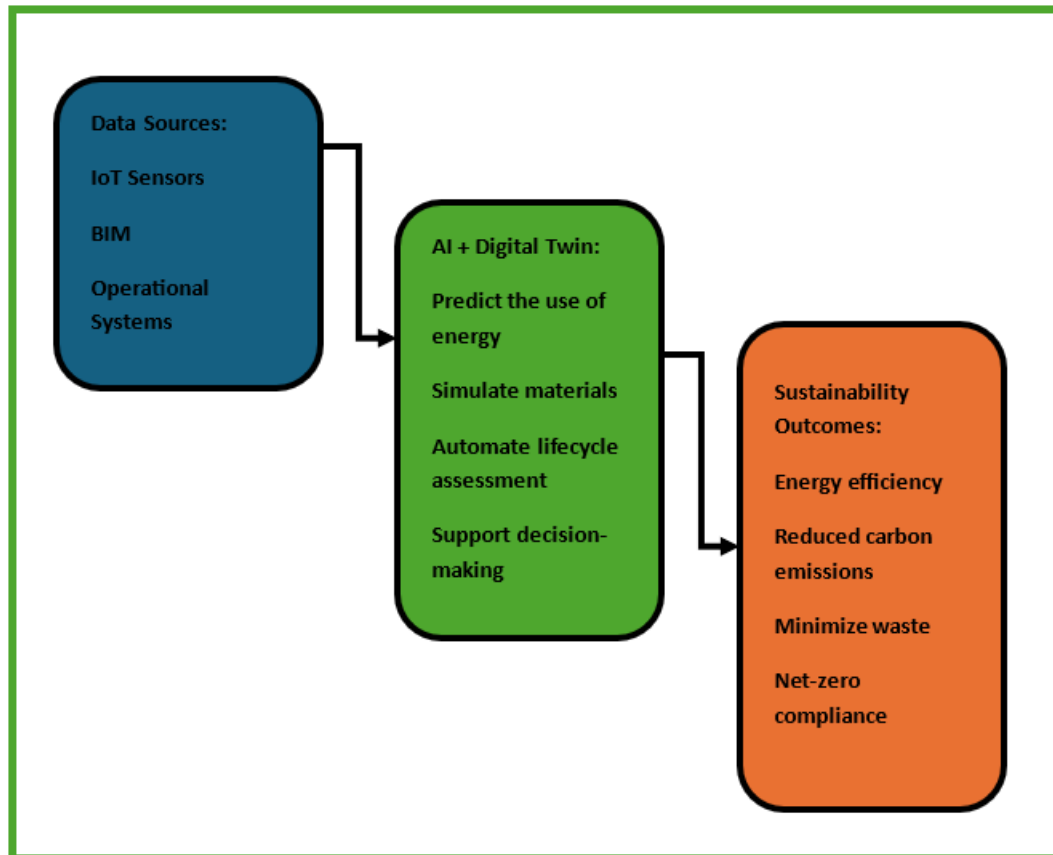 Data Sources:
IoT Sensors
BIM
Operational
Systems
AI + Digital Twin:
Predict the use of
energy
Simulate materials
Automate lifecycle
assessment
Support decision-
making
Sustainability
Outcomes:
Energy efficiency
Reduced carbon
emissions
Minimize waste
Net-zero
compliance